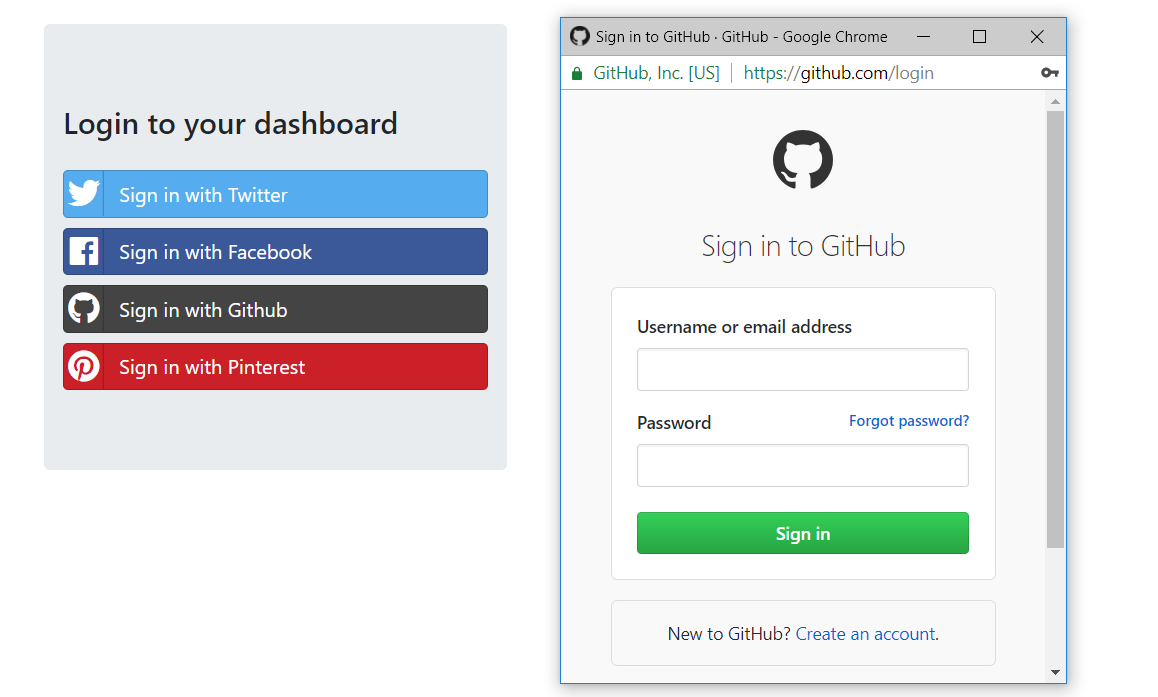 Login to your dashboard
Sign in with Twitter
Sign in with Facebook
Sign in with Github
Sign in with Pinterest
Sign in to GitHub · GitHub - Google Chrome
GitHub, Inc. [US] https://github.com/login
Sign in to GitHub
Username or email address
Password Forgot password?
Sign in
New to GitHub? Create an account.